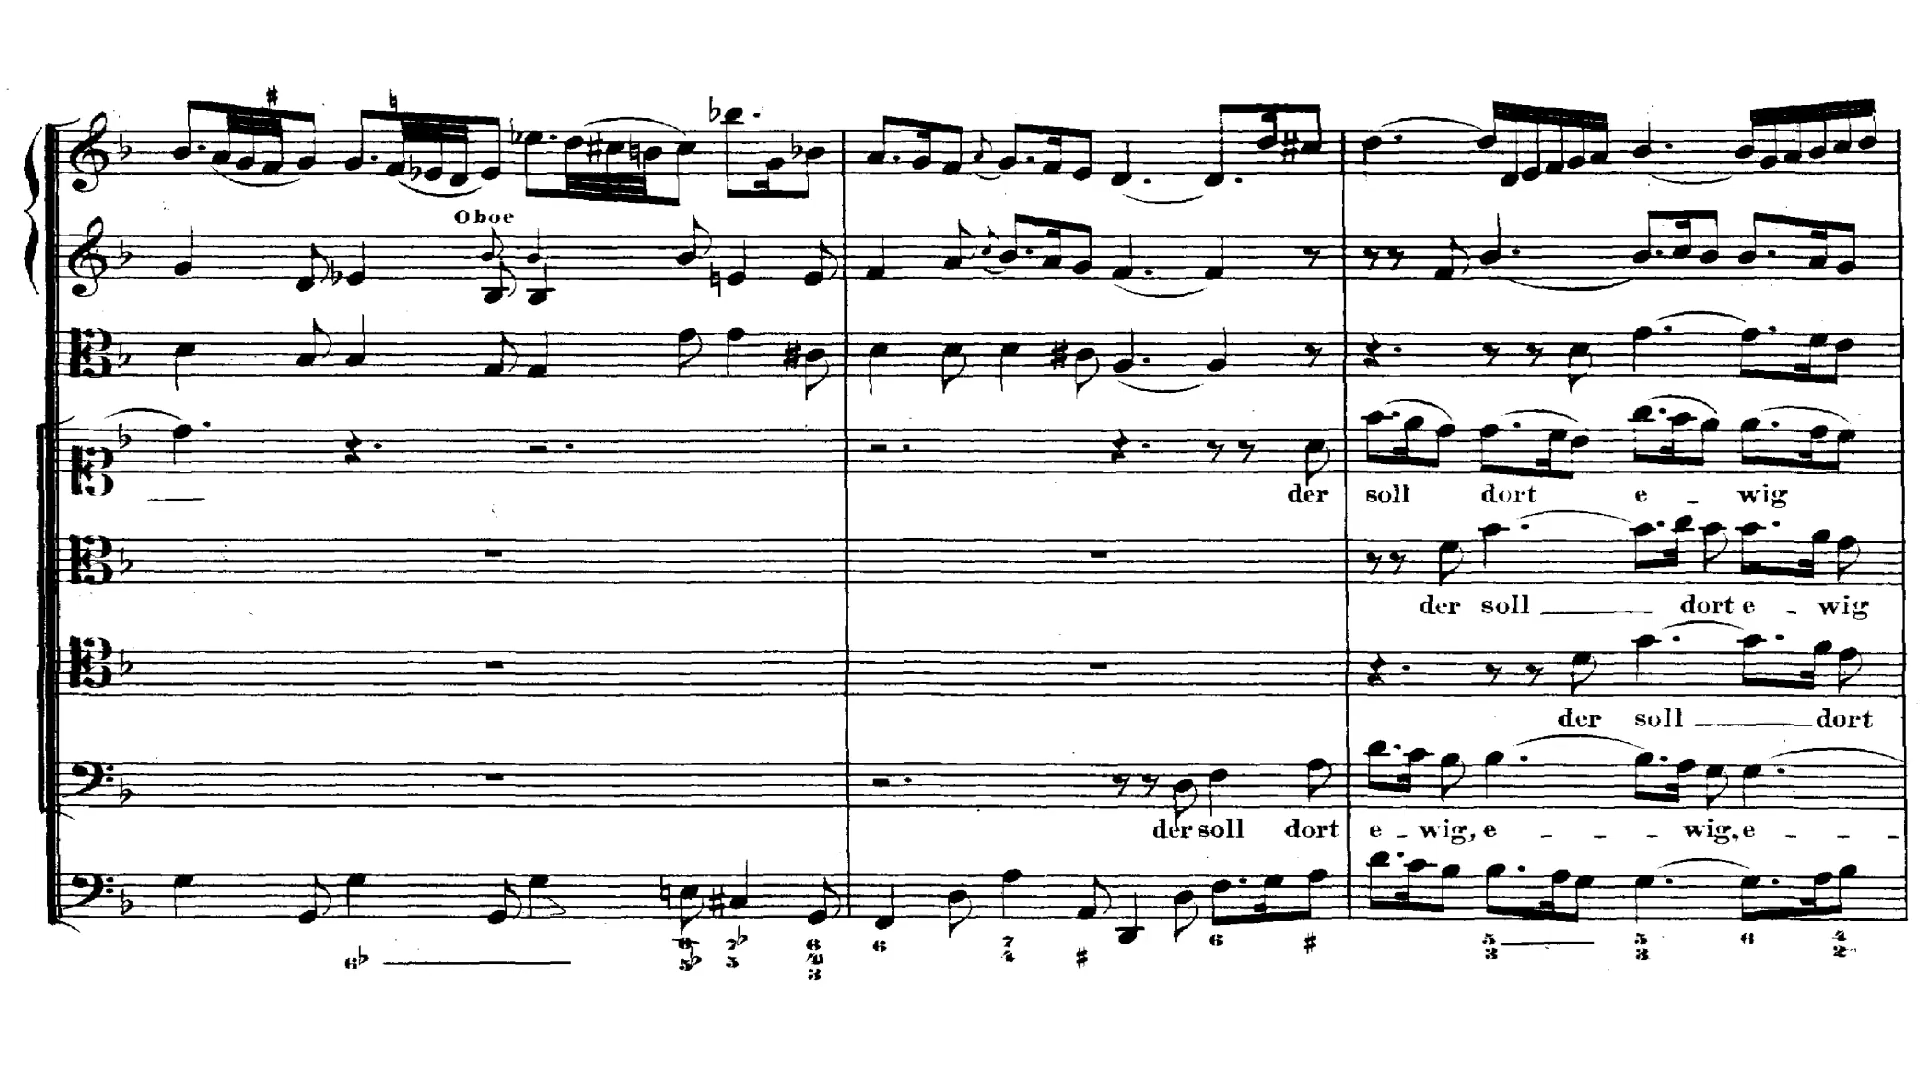 Oboe
der soll dort e - wig
der soll dort e - wig
der soll dort
der soll dort e - wig, e - - - wig, e - - -